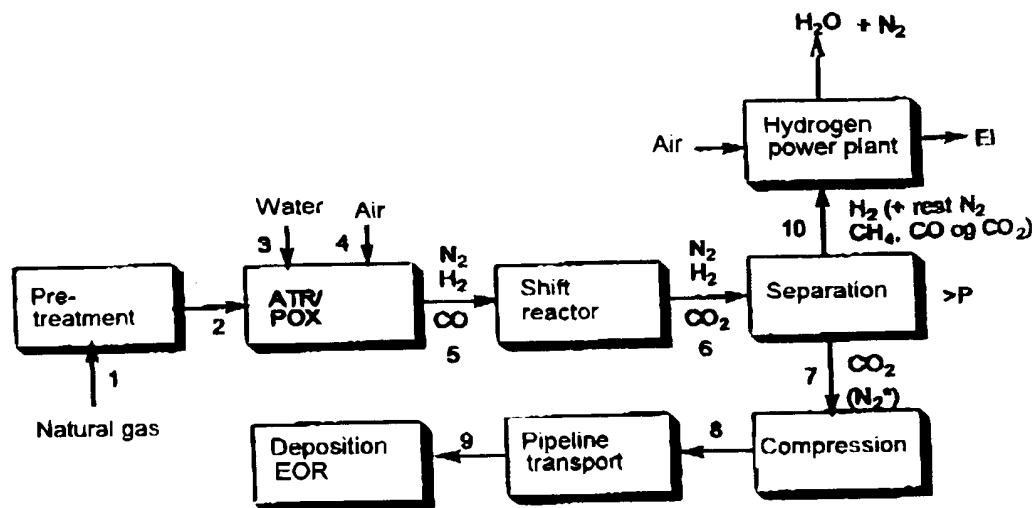 H₂O + N₂
Air
Hydrogen
power plant
El
Water
Air
3
4
10
H₂ (+ rest N₂
CH₄, CO og CO₂)
Pre-
treatment
2
ATR/
POX
N₂
H₂
CO
5
Shift
reactor
N₂
H₂
CO₂
6
Separation
>P
1
Natural gas
7
CO₂
(N₂*)
Deposition
EOR
9
Pipeline
transport
8
Compression